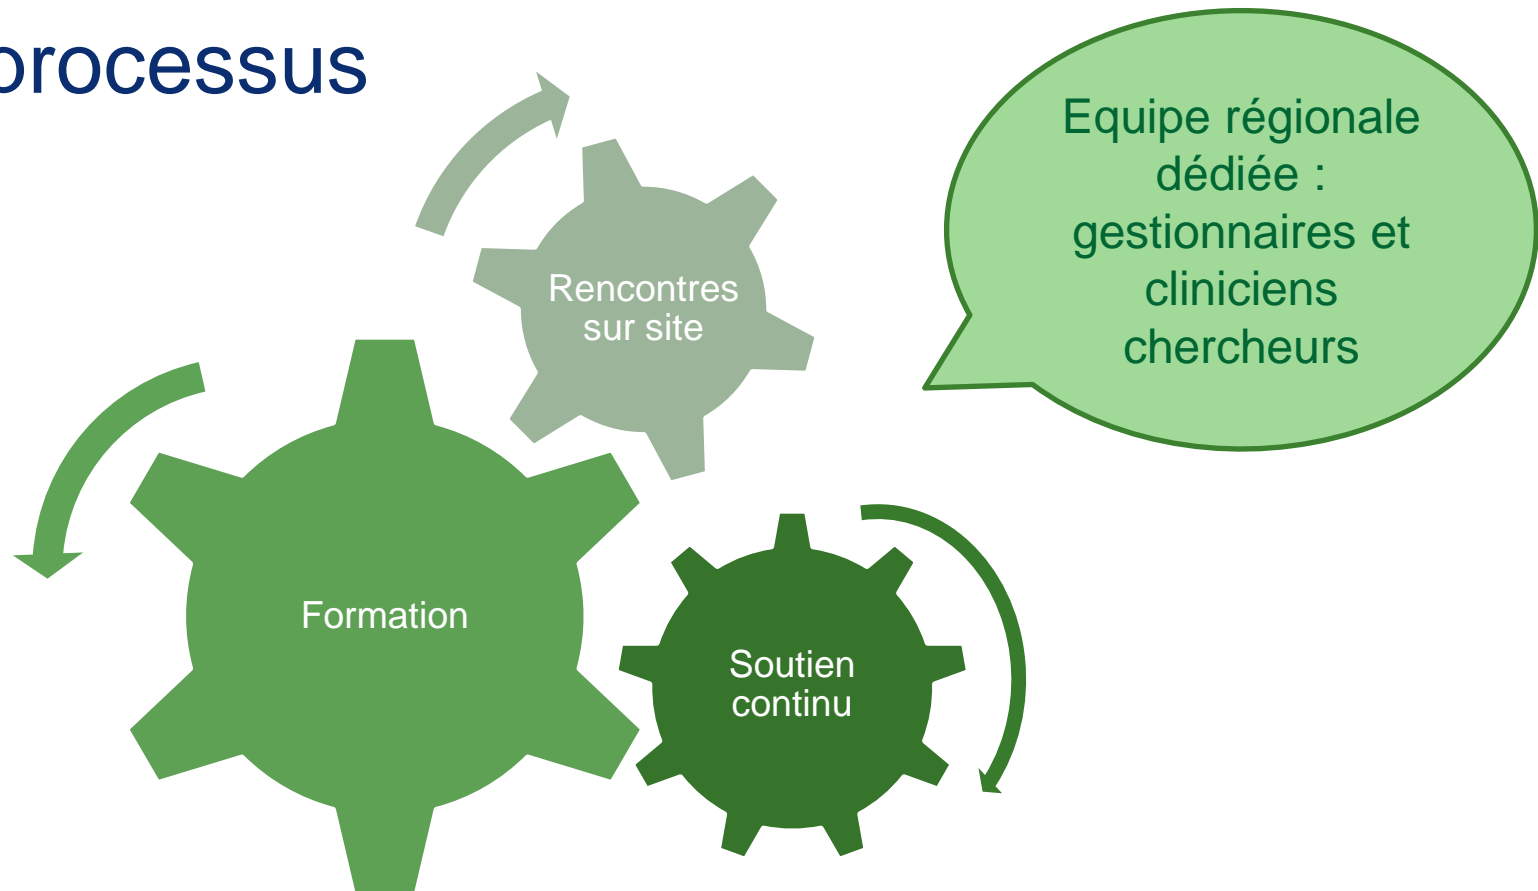 processus
Equipe régionale
dédiée :
gestionnaires et
cliniciens
chercheurs
Rencontres
sur site
Formation
Soutien
continu